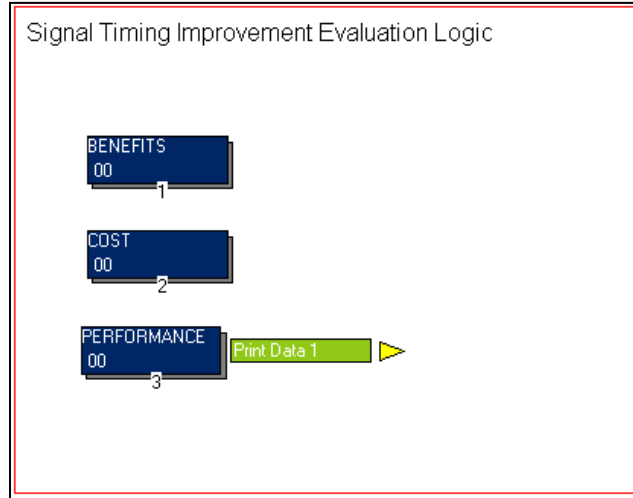 Signal Timing Improvement Evaluation Logic
BENEFITS
00
1
COST
00
2
PERFORMANCE
00
Print Data 1
3